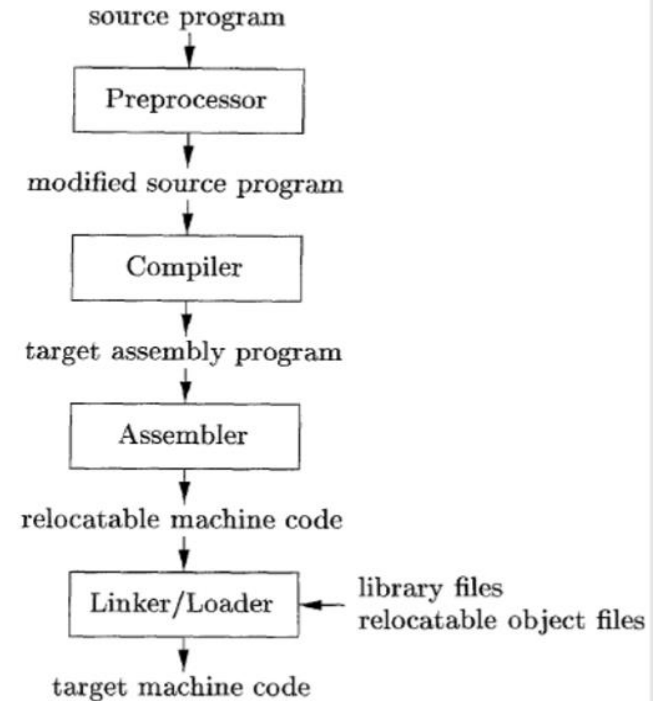 source program
Preprocessor
modified source program
Compiler
target assembly program
Assembler
relocatable machine code
Linker/Loader
library files
relocatable object files
target machine code